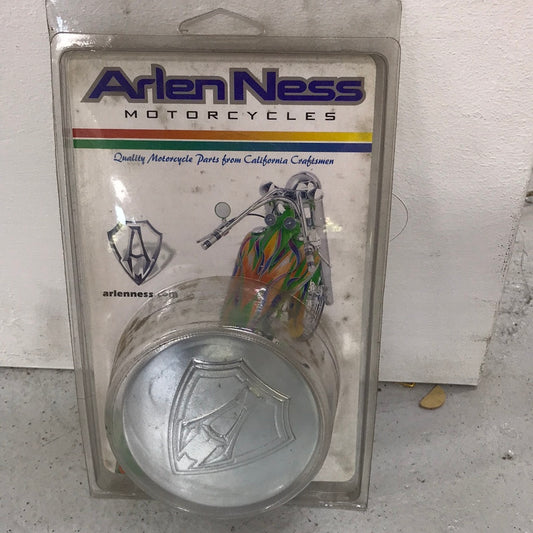 Arlen Ness
MOTORCYCLES
Quality Motorcycle Parts from California Craftsmen
A
arlenness.com
A